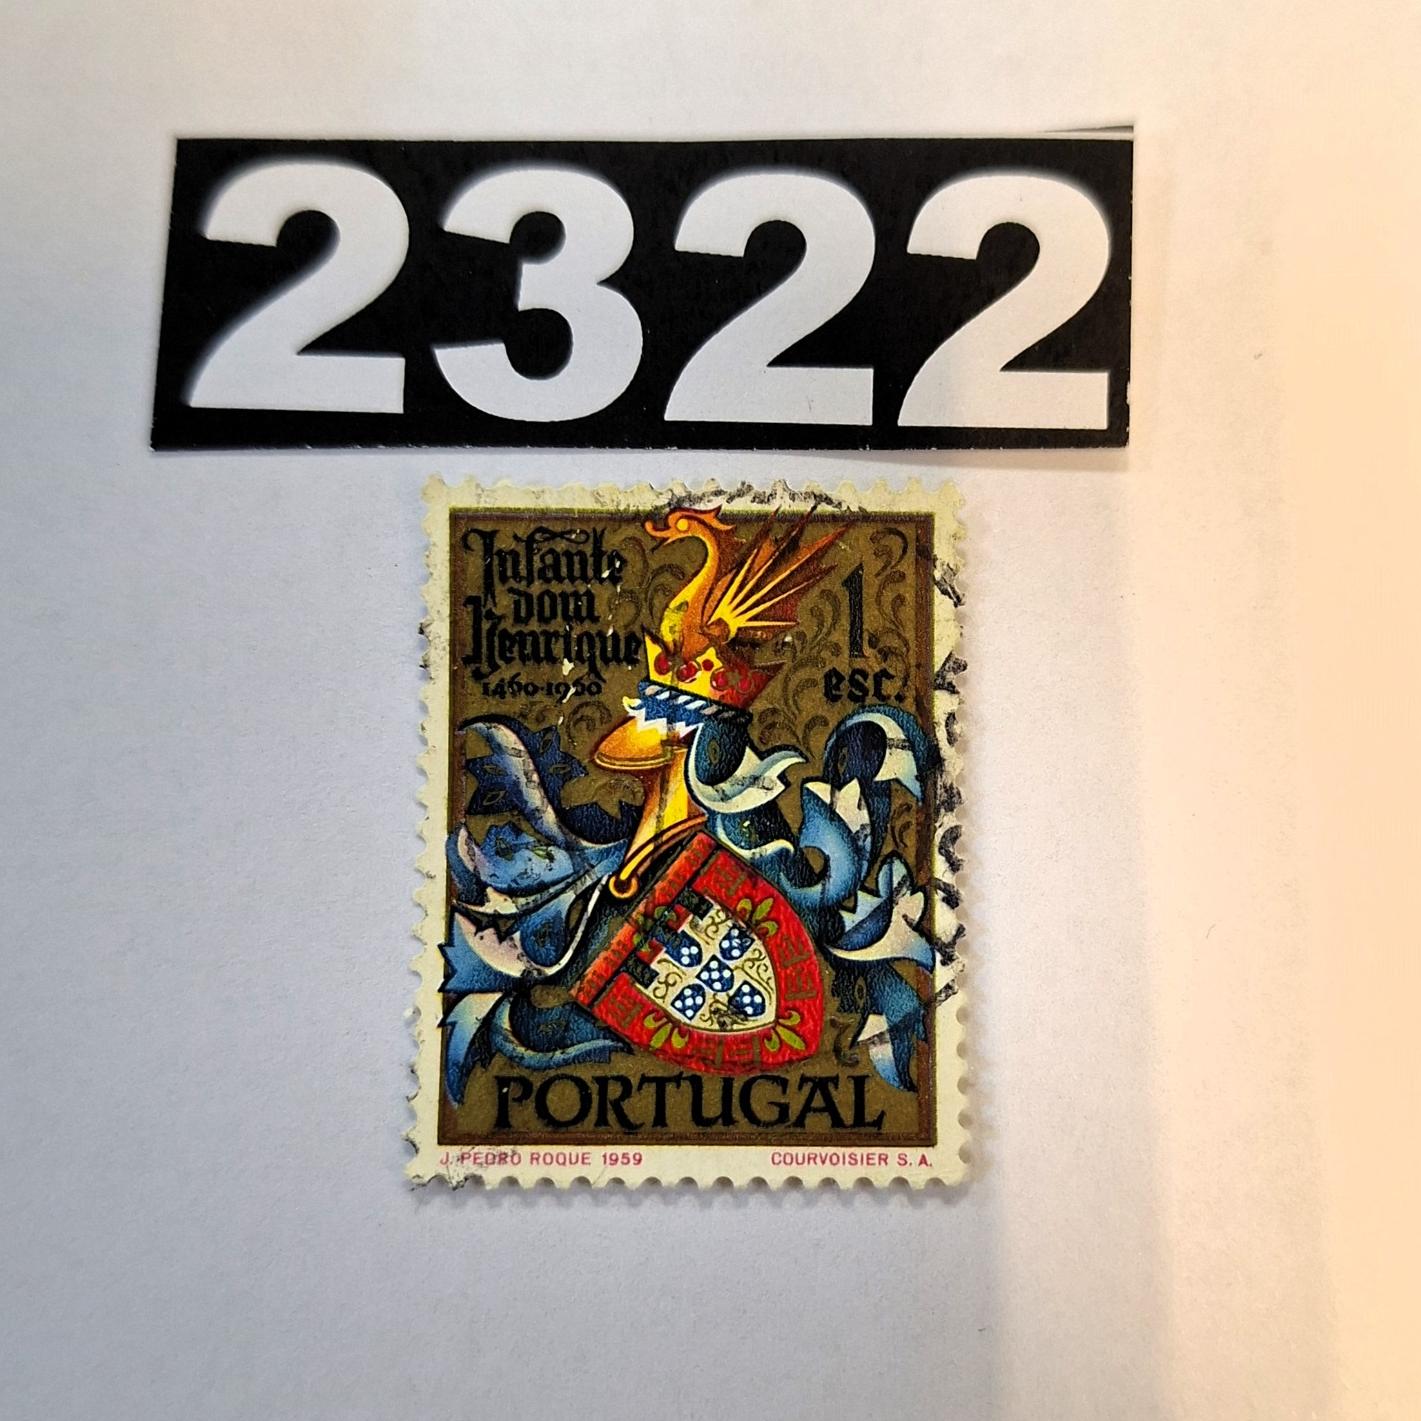 2322
Infante
dom
Henrique
1460-1960
1.
esc.
PORTUGAL
J. PEDRO ROQUE 1959
COURVOISIER S. A.